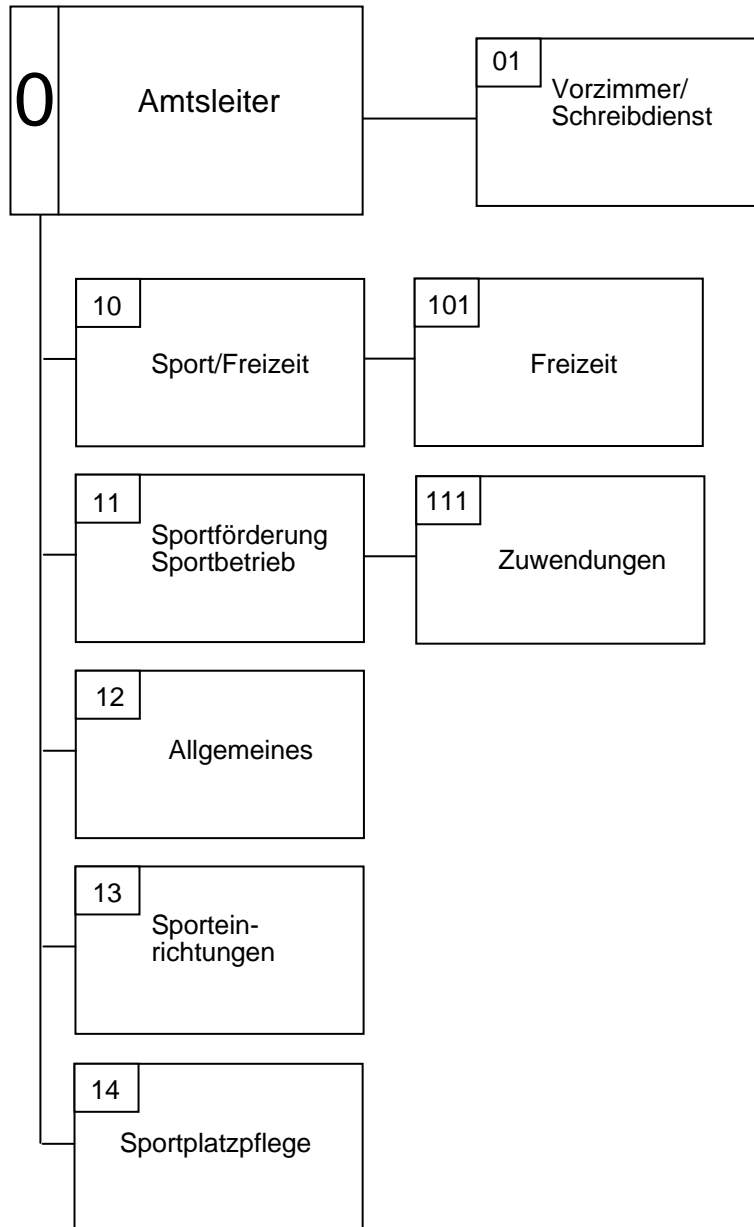 0
Amtsleiter
01
Vorzimmer/
Schreibdienst
10
Sport/Freizeit
101
Freizeit
11
Sportförderung
Sportbetrieb
111
Zuwendungen
12
Allgemeines
13
Sportein-
richtungen
14
Sportplatzpflege